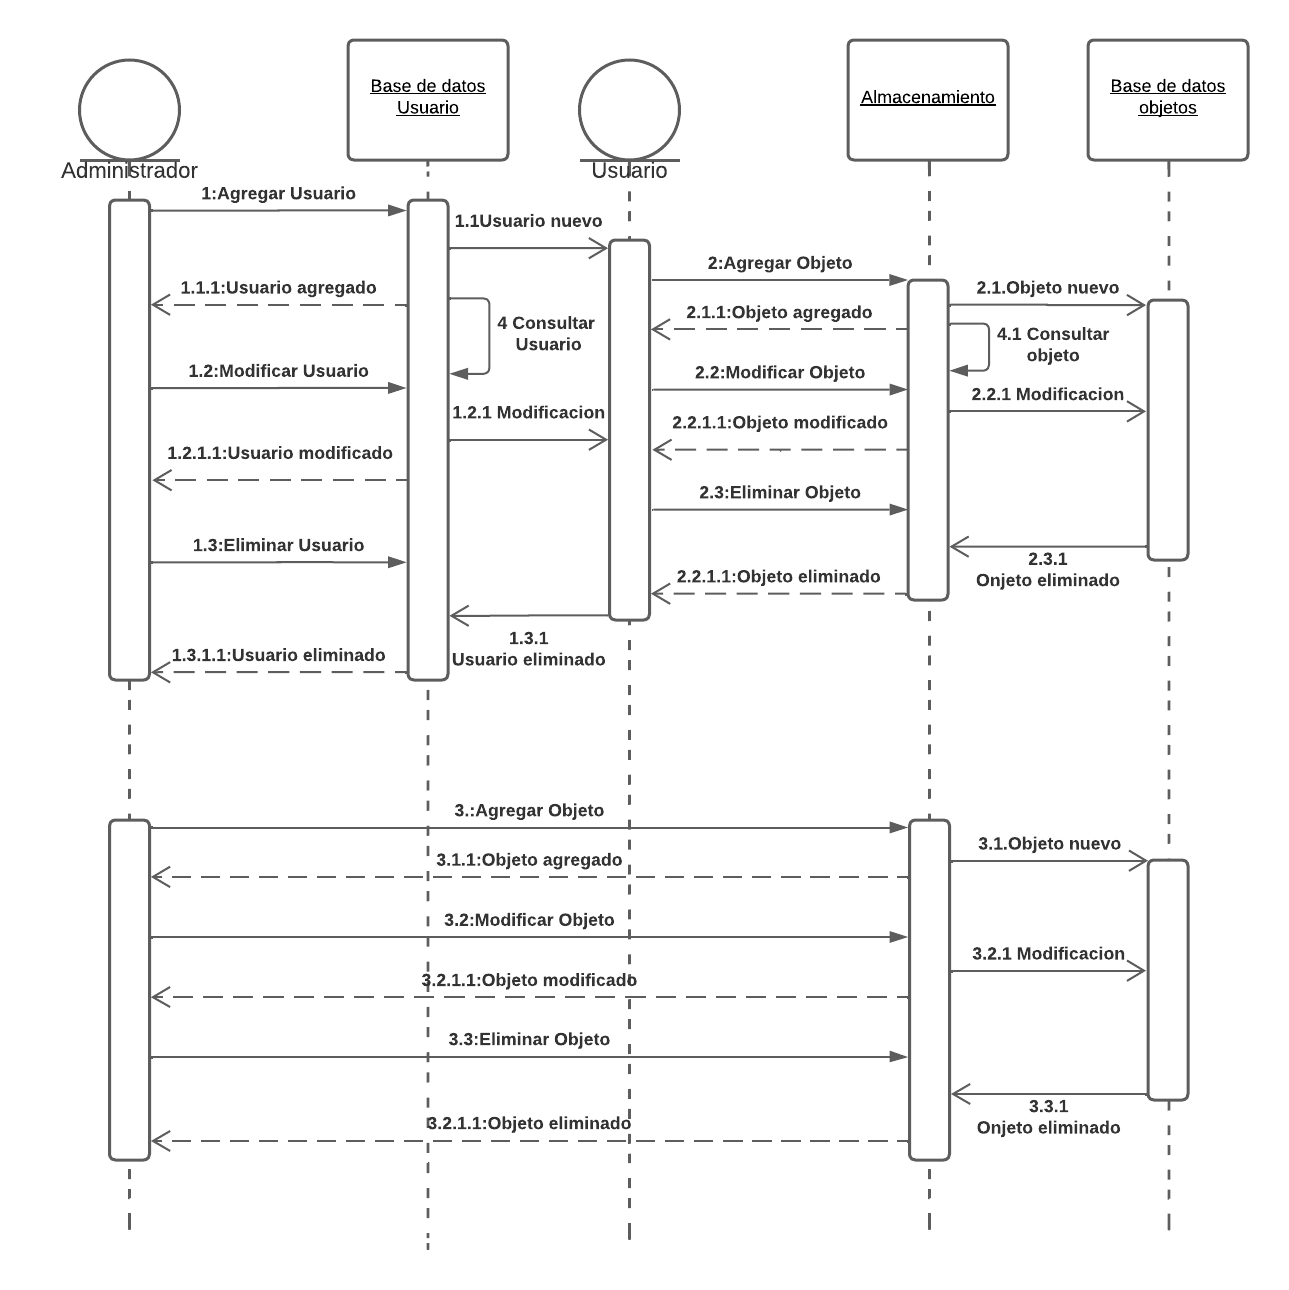 Base de datos
Usuario
Almacenamiento
Base de datos
objetos
Administrador
Usuario
1:Agregar Usuario
1.1Usuario nuevo
2:Agregar Objeto
1.1.1:Usuario agregado
2.1.Objeto nuevo
2.1.1:Objeto agregado
4 Consultar
Usuario
4.1 Consultar
objeto
1.2:Modificar Usuario
2.2:Modificar Objeto
2.2.1 Modificacion
1.2.1 Modificacion
2.2.1.1:Objeto modificado
1.2.1.1:Usuario modificado
2.3:Eliminar Objeto
1.3:Eliminar Usuario
2.3.1
Onjeto eliminado
2.2.1.1:Objeto eliminado
1.3.1
Usuario eliminado
1.3.1.1:Usuario eliminado
3.:Agregar Objeto
3.1.Objeto nuevo
3.1.1:Objeto agregado
3.2:Modificar Objeto
3.2.1 Modificacion
3.2.1.1:Objeto modificado
3.3:Eliminar Objeto
3.3.1
Onjeto eliminado
3.2.1.1:Objeto eliminado